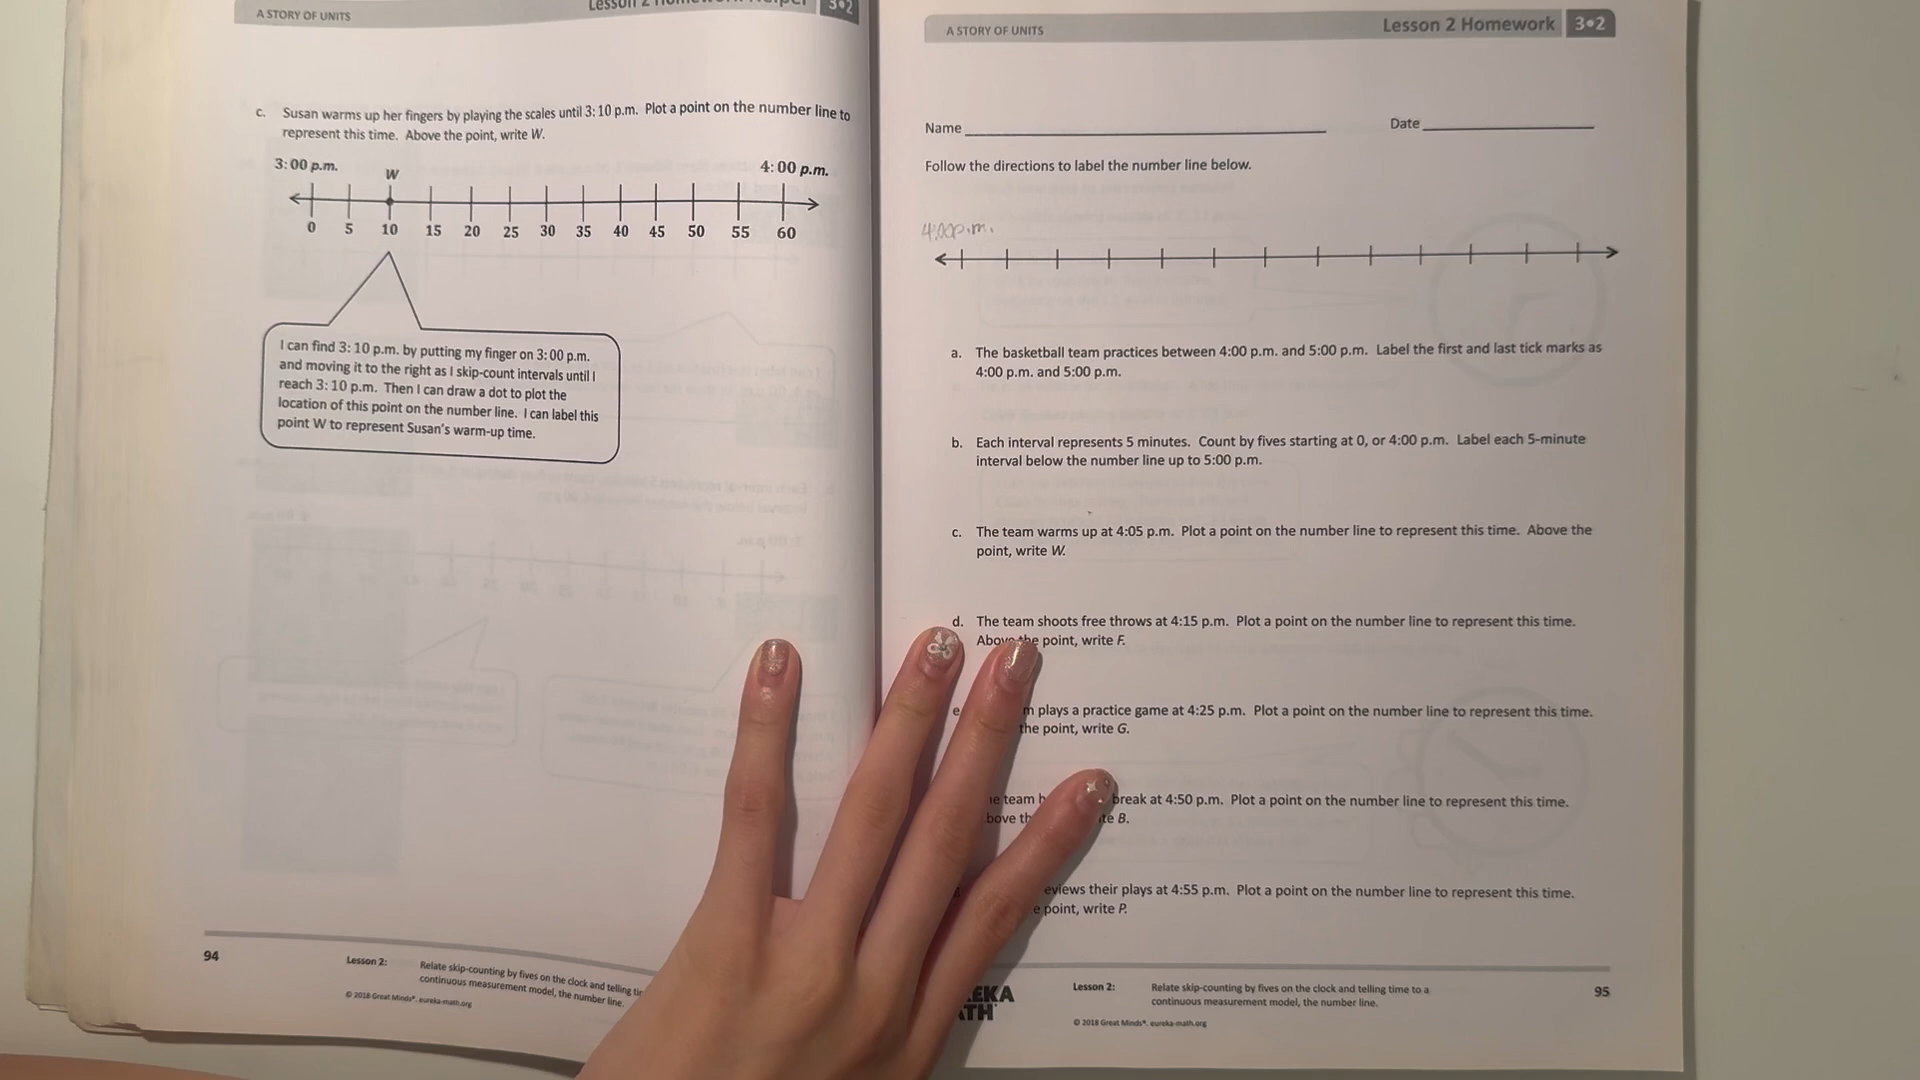 A STORY OF UNITS
3•2
c. Susan warms up her fingers by playing the scales until 3:10 p.m. Plot a point on the number line to
represent this time. Above the point, write W.
3:00 p.m.
4:00 p.m.
W
0 5 10 15 20 25 30 35 40 45 50 55 60
I can find 3:10 p.m. by putting my finger on 3:00 p.m.
and moving it to the right as I skip-count intervals until I
reach 3:10 p.m. Then I can draw a dot to plot the
location of this point on the number line. I can label this
point W to represent Susan's warm-up time.
94
Lesson 2:
Relate skip-counting by fives on the clock and telling
continuous measurement model, the number line.
© 2018 Great Minds®. eureka-math.org
A STORY OF UNITS
Lesson 2 Homework 3•2
Name
Date
Follow the directions to label the number line below.
4:00p.m.
a. The basketball team practices between 4:00 p.m. and 5:00 p.m. Label the first and last tick marks as
4:00 p.m. and 5:00 p.m.
b. Each interval represents 5 minutes. Count by fives starting at 0, or 4:00 p.m. Label each 5-minute
interval below the number line up to 5:00 p.m.
c. The team warms up at 4:05 p.m. Plot a point on the number line to represent this time. Above the
point, write W.
d. The team shoots free throws at 4:15 p.m. Plot a point on the number line to represent this time.
Above the point, write F.
plays a practice game at 4:25 p.m. Plot a point on the number line to represent this time.
the point, write G.
team break at 4:50 p.m. Plot a point on the number line to represent this time.
B.
their plays at 4:55 p.m. Plot a point on the number line to represent this time.
point, write P.
Lesson 2:
Relate skip-counting by fives on the clock and telling time to a
continuous measurement model, the number line.
© 2018 Great Minds®. eureka-math.org
95